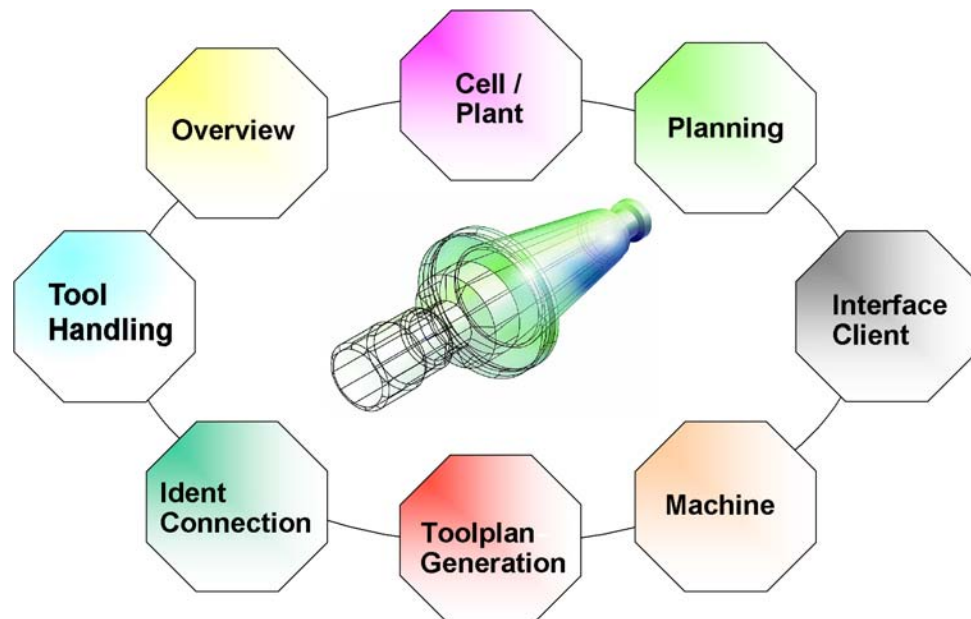 Cell /
Plant
Overview
Planning
Tool
Handling
Interface
Client
Ident
Connection
Machine
Toolplan
Generation